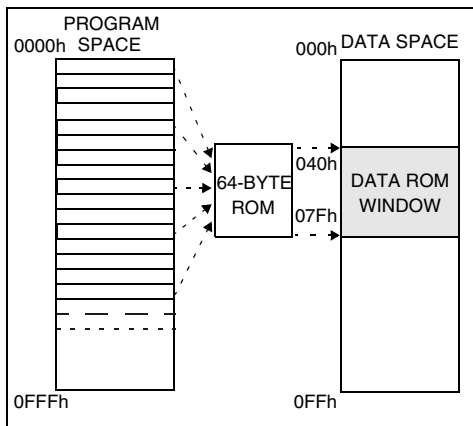 PROGRAM
SPACE
0000h
000h
DATA SPACE
040h
64-BYTE
ROM
DATA ROM
WINDOW
07Fh
0FFFh
0FFh